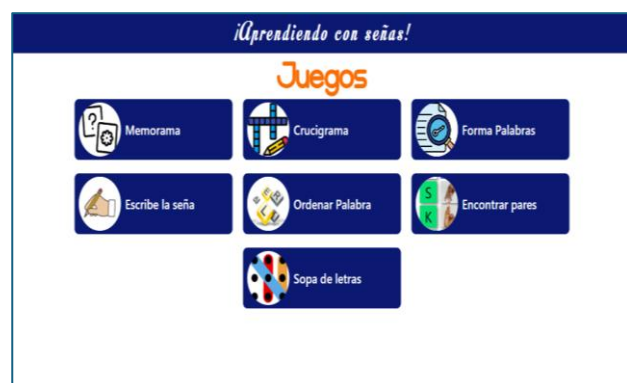 ¡Aprendiendo con señas!
Juegos
Memorama
Crucigrama
Forma Palabras
Escribe la seña
Ordenar Palabra
Encontrar pares
S
K
Sopa de letras